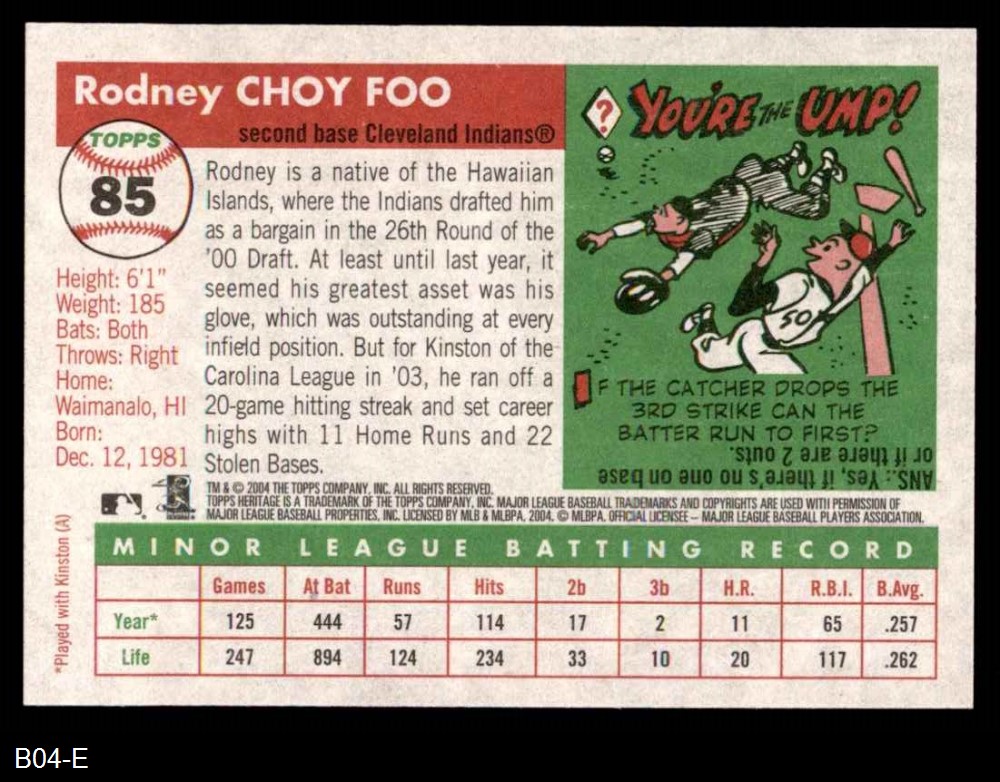 Rodney CHOY FOO
second base Cleveland Indians®
TOPPS
85
Height: 6'1"
Weight: 185
Bats: Both
Throws: Right
Home:
Waimanalo, HI
Born:
Dec. 12, 1981
Rodney is a native of the Hawaiian
Islands, where the Indians drafted him
as a bargain in the 26th Round of the
'00 Draft. At least until last year, it
seemed his greatest asset was his
glove, which was outstanding at every
infield position. But for Kinston of the
Carolina League in '03, he ran off a
20-game hitting streak and set career
highs with 11 Home Runs and 22
Stolen Bases.
?
YOU'RE THE UMP!
50
IF THE CATCHER DROPS THE
3RD STRIKE CAN THE
BATTER RUN TO FIRST?
ANS.: Yes, if there's no one on base
or if there are 2 outs.
TM & © 2004 THE TOPPS COMPANY, INC. ALL RIGHTS RESERVED.
TOPPS HERITAGE IS A TRADEMARK OF THE TOPPS COMPANY, INC. MAJOR LEAGUE BASEBALL TRADEMARKS AND COPYRIGHTS ARE USED WITH PERMISSION OF
MAJOR LEAGUE BASEBALL PROPERTIES, INC. LICENSED BY MLB & MLBPA, 2004. © MLBPA. OFFICIAL LICENSEE – MAJOR LEAGUE BASEBALL PLAYERS ASSOCIATION.
*Played with Kinston (A)
MINOR LEAGUE BATTING RECORD
Games At Bat Runs Hits 2b 3b H.R. R.B.I. B.Avg.
Year* 125 444 57 114 17 2 11 65 .257
Life 247 894 124 234 33 10 20 117 .262
B04-E